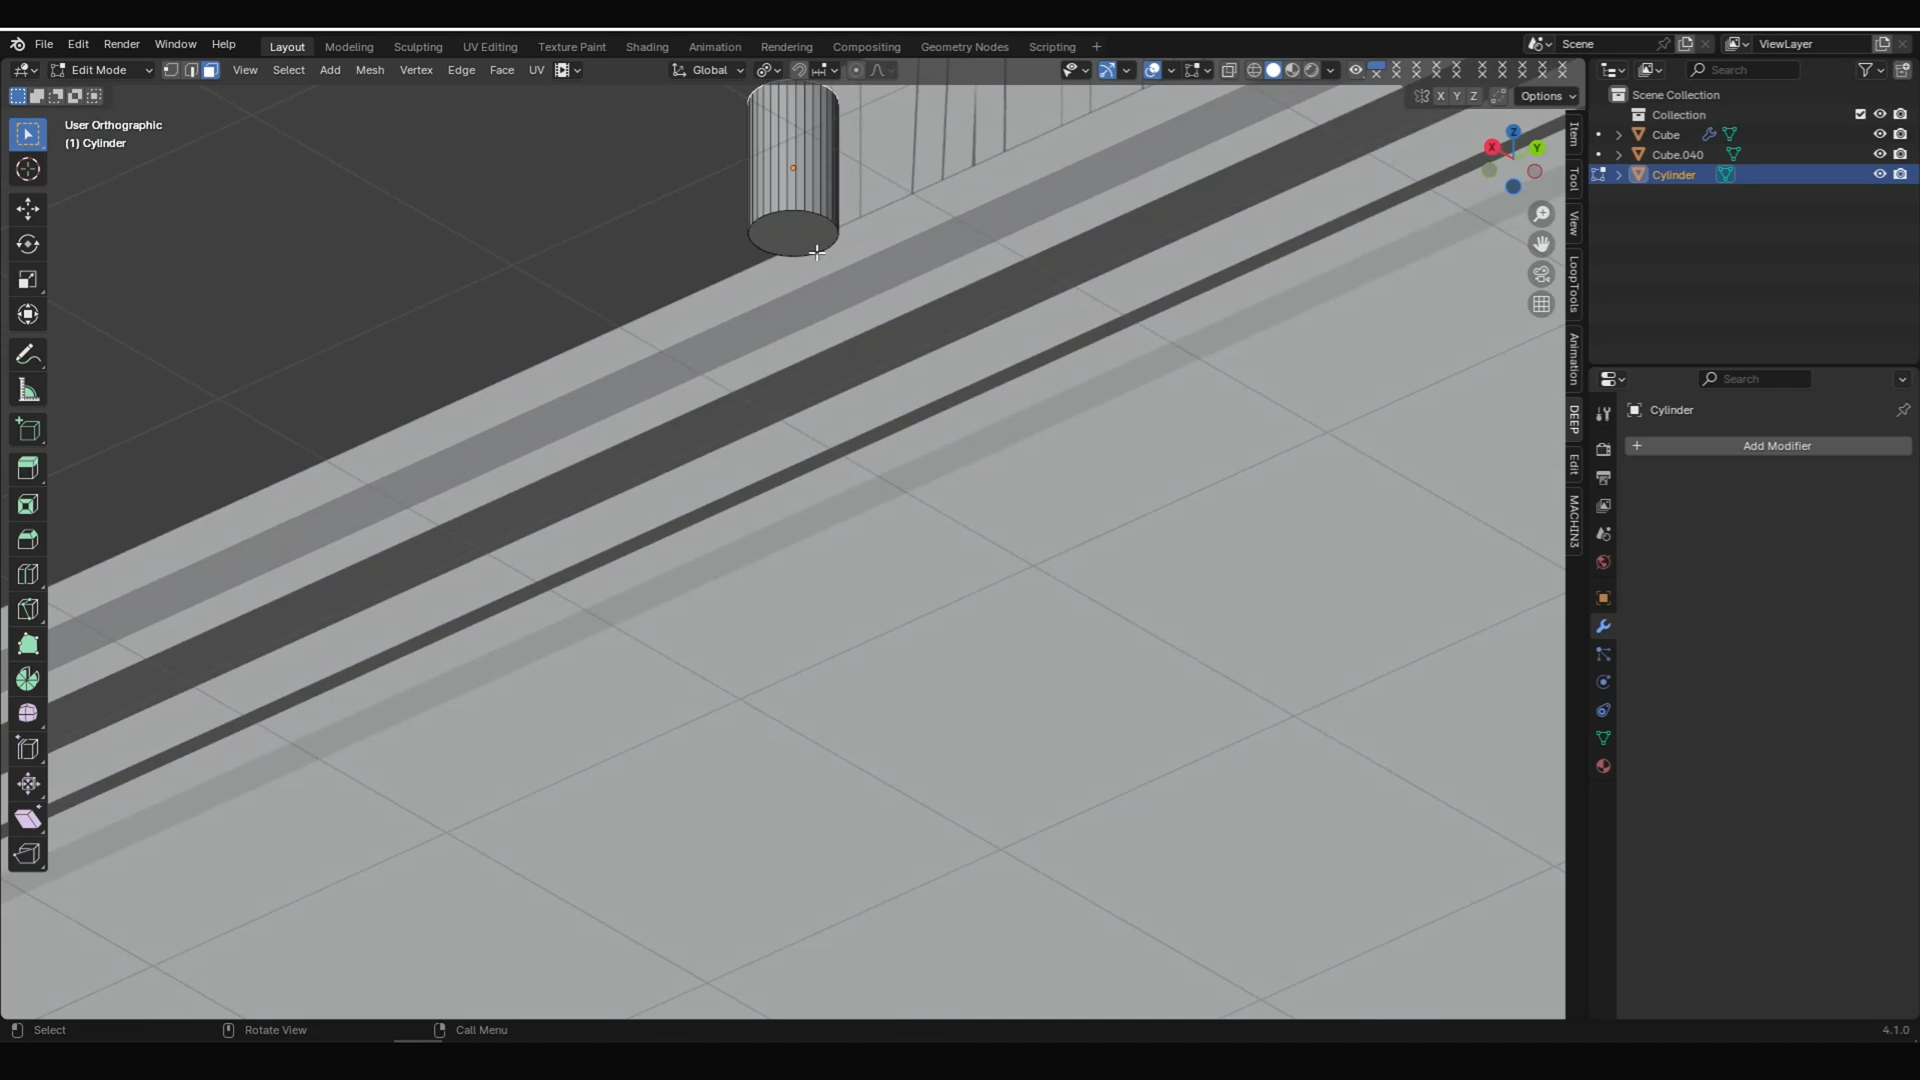 File Edit Render Window Help Layout Modeling Sculpting UV Editing Texture Paint Shading Animation Rendering Compositing Geometry Nodes Scripting + Scene ViewLayer
Edit Mode View Select Add Mesh Vertex Edge Face UV Global Search
X Y Z Options
User Orthographic
(1) Cylinder
Scene Collection
Collection
Cube
Cube.040
Cylinder
Z
X Y
Item
Tool
View
LoopTools
Animation
DEEP
Edit
MACHIN3
Search
Cylinder
+ Add Modifier
Select Rotate View Call Menu 4.1.0